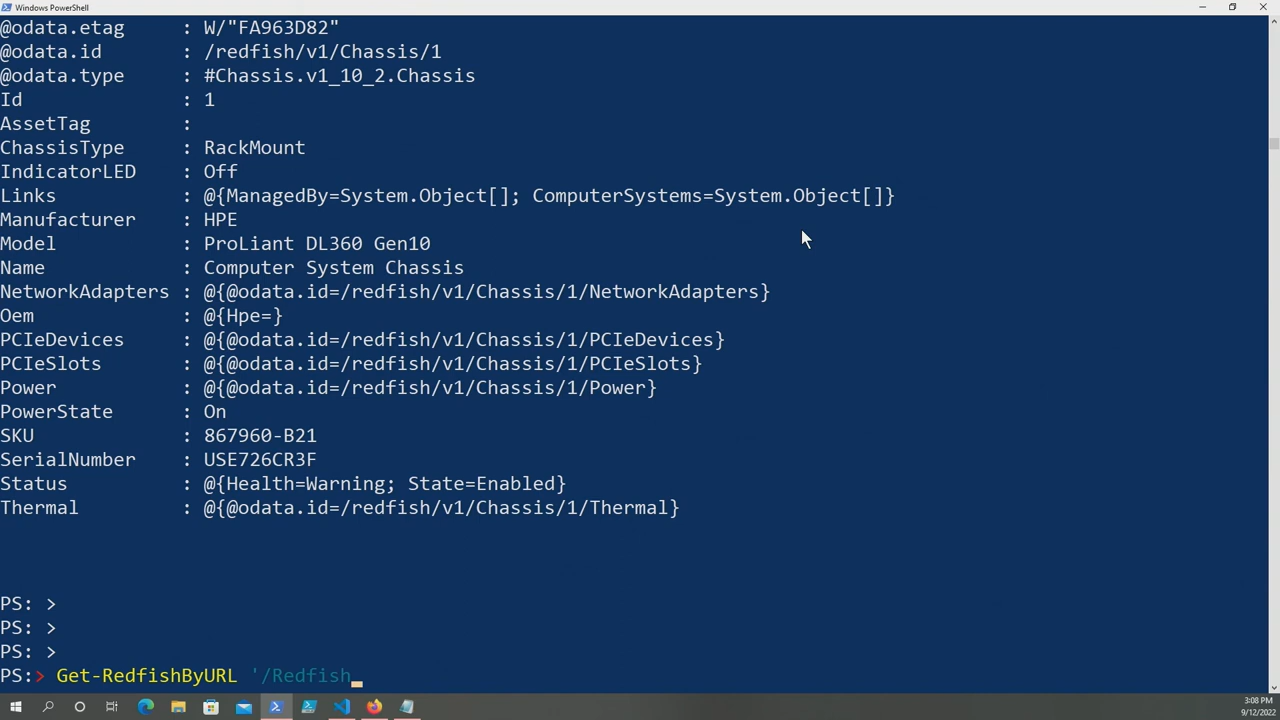 Windows PowerShell
@odata.etag : W/"FA963D82"
@odata.id : /redfish/v1/Chassis/1
@odata.type : #Chassis.v1_10_2.Chassis
Id : 1
AssetTag :
ChassisType : RackMount
IndicatorLED : Off
Links : @{ManagedBy=System.Object[]; ComputerSystems=System.Object[]}
Manufacturer : HPE
Model : ProLiant DL360 Gen10
Name : Computer System Chassis
NetworkAdapters : @{@odata.id=/redfish/v1/Chassis/1/NetworkAdapters}
Oem : @{Hpe=}
PCIeDevices : @{@odata.id=/redfish/v1/Chassis/1/PCIeDevices}
PCIeSlots : @{@odata.id=/redfish/v1/Chassis/1/PCIeSlots}
Power : @{@odata.id=/redfish/v1/Chassis/1/Power}
PowerState : On
SKU : 867960-B21
SerialNumber : USE726CR3F
Status : @{Health=Warning; State=Enabled}
Thermal : @{@odata.id=/redfish/v1/Chassis/1/Thermal}
PS: >
PS: >
PS: >
PS:> Get-RedfishByURL '/Redfish
3:08 PM
9/12/2022